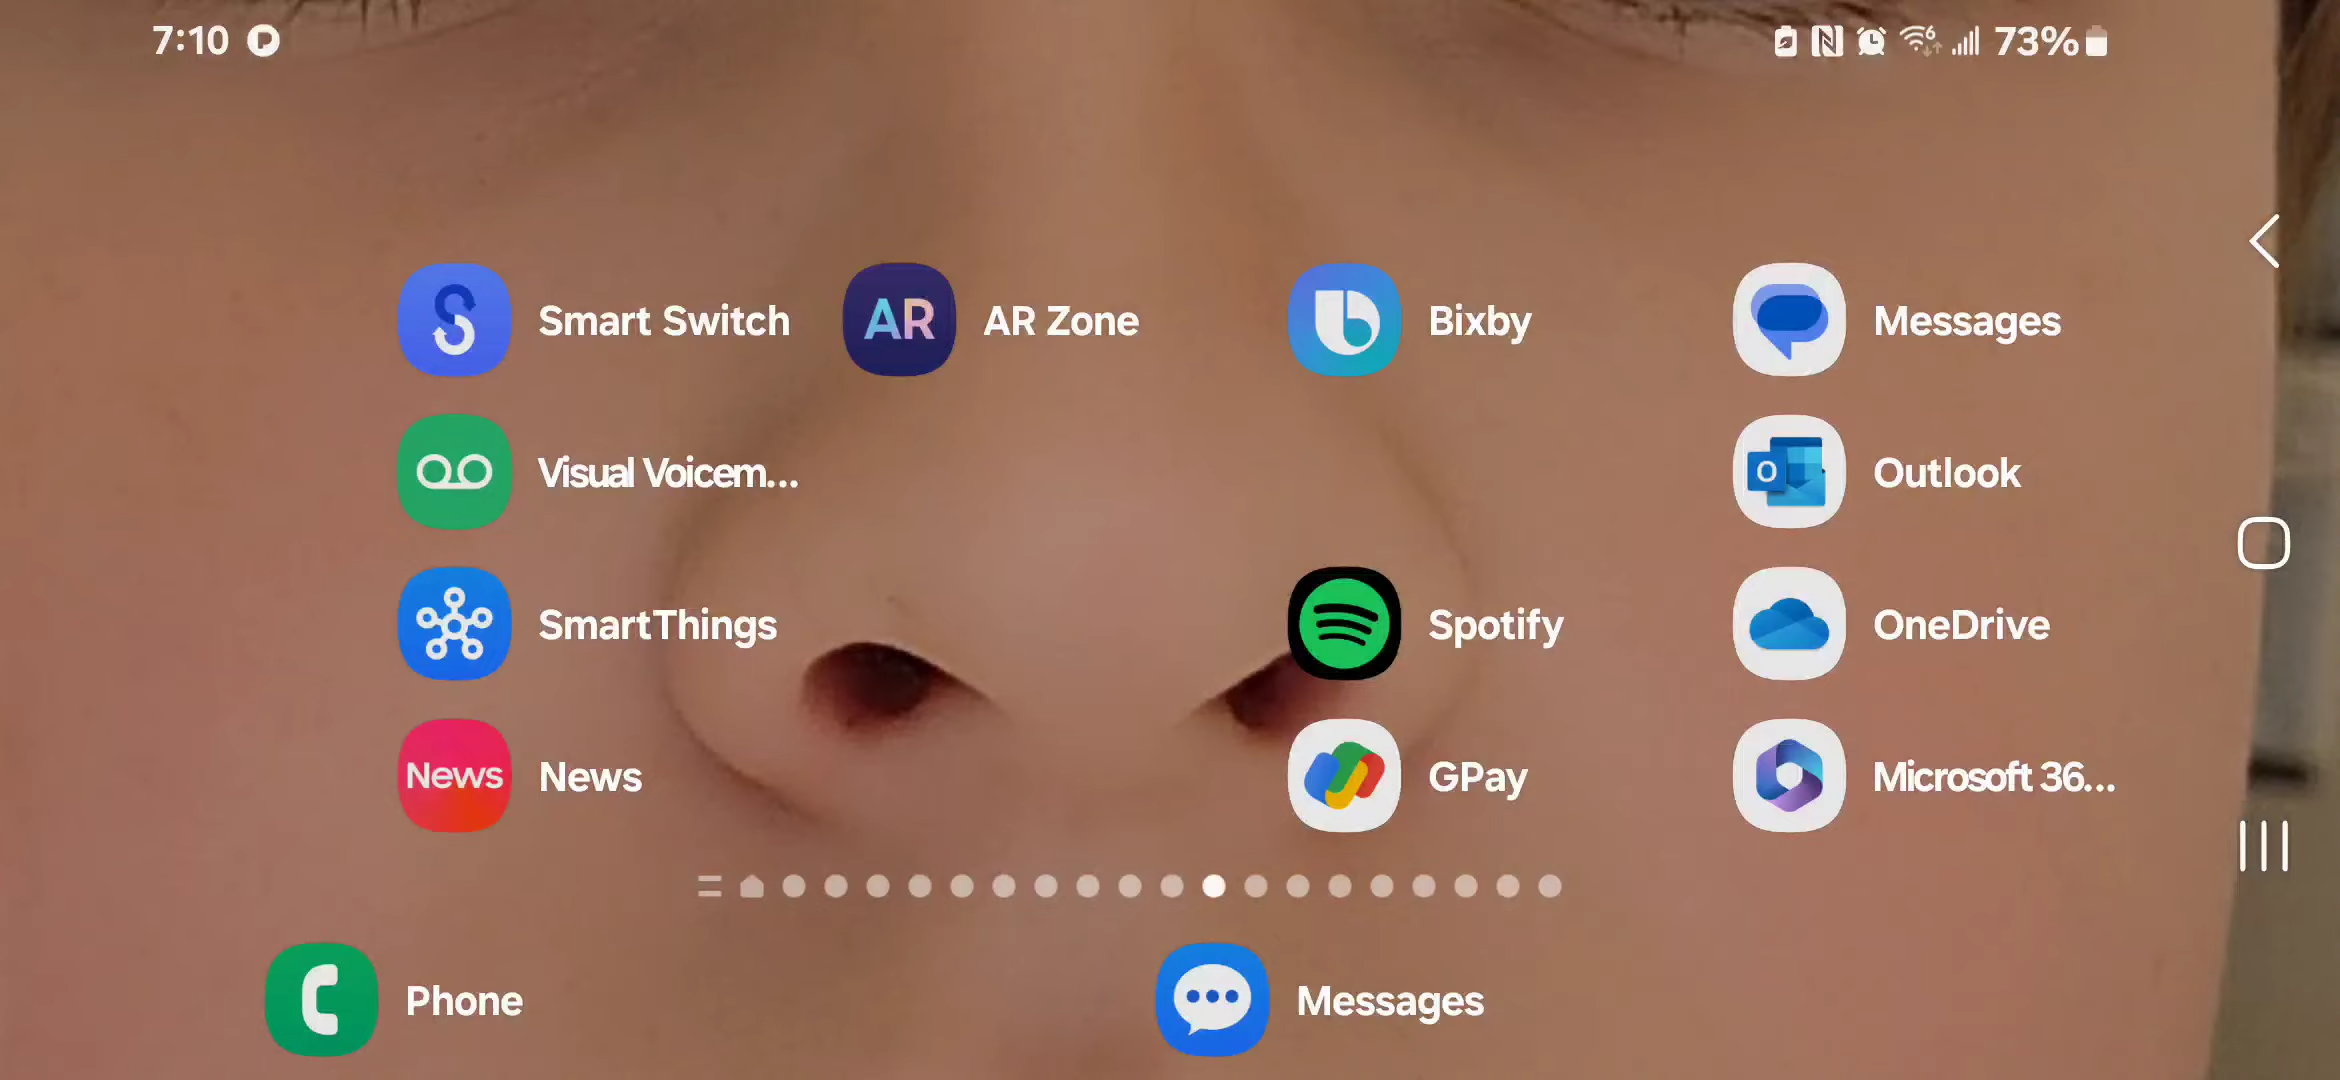 7:10 73%
Smart Switch AR AR Zone Bixby Messages
Visual Voicem... Outlook
SmartThings Spotify OneDrive
News News GPay Microsoft 36...
Phone Messages